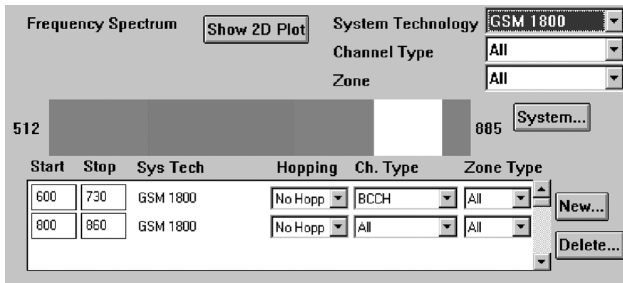 Frequency Spectrum Show 2D Plot System Technology GSM 1800
Channel Type All
Zone All
512 885 System...
Start Stop Sys Tech Hopping Ch. Type Zone Type
600 730 GSM 1800 No Hopp BCCH All New...
800 860 GSM 1800 No Hopp All All
Delete...